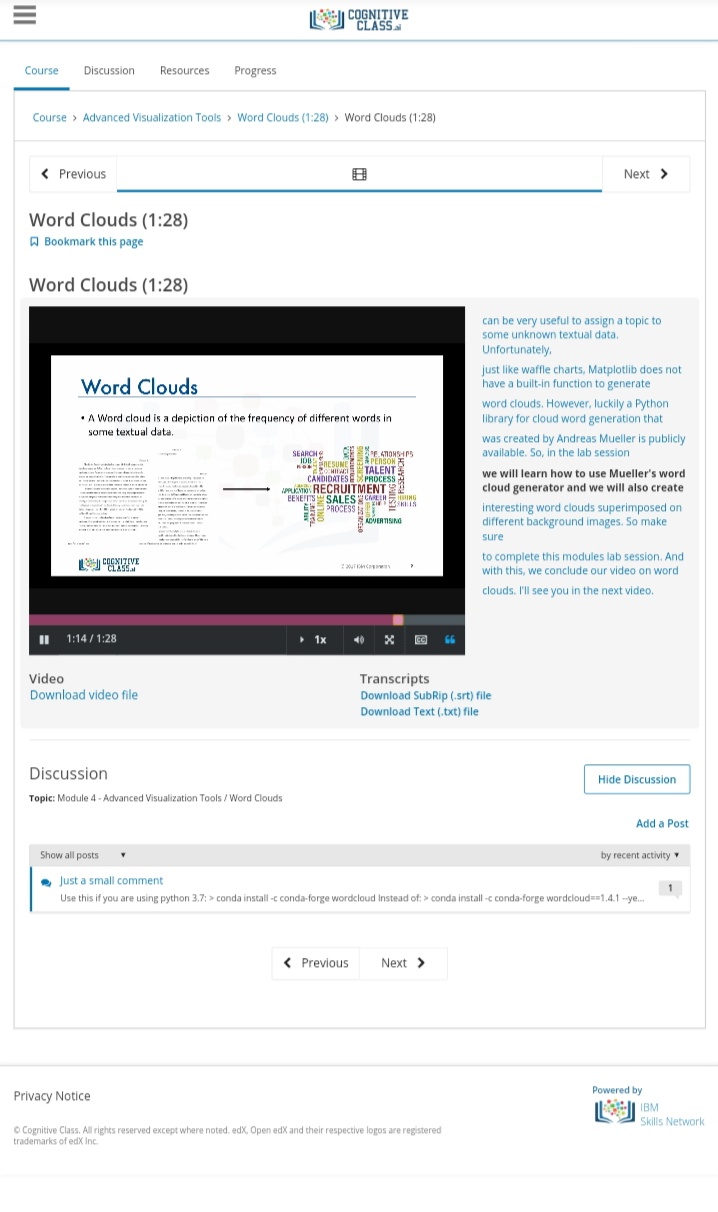 COGNITIVE
CLASS.ai
Course
Discussion
Resources
Progress
Course > Advanced Visualization Tools > Word Clouds (1:28) > Word Clouds (1:28)
Previous
Next
Word Clouds (1:28)
Bookmark this page
Word Clouds (1:28)
Word Clouds
• A Word cloud is a depiction of the frequency of different words in
some textual data.
SEARCH
JOB
RESUME
PERSON
CONTRACT
TALENT
CANDIDATES
PROCESS
RECRUITMENT
BENEFITS
ONLINE
SALES
CAREER
HIRING
SKILLS
PROCESS
ADVERTISING
SCREENING
RESEARCH
COGNITIVE
CLASS.ai
© 2017 IBM Corporation
1:14 / 1:28
1x
can be very useful to assign a topic to
some unknown textual data.
Unfortunately,
just like waffle charts, Matplotlib does not
have a built-in function to generate
word clouds. However, luckily a Python
library for cloud word generation that
was created by Andreas Mueller is publicly
available. So, in the lab session
we will learn how to use Mueller's word
cloud generator and we will also create
interesting word clouds superimposed on
different background images. So make
sure
to complete this modules lab session. And
with this, we conclude our video on word
clouds. I'll see you in the next video.
Video
Download video file
Transcripts
Download SubRip (.srt) file
Download Text (.txt) file
Discussion
Hide Discussion
Topic: Module 4 - Advanced Visualization Tools / Word Clouds
Add a Post
Show all posts
by recent activity
Just a small comment
Use this if you are using python 3.7: > conda install -c conda-forge wordcloud Instead of: > conda install -c conda-forge wordcloud==1.4.1 --ye...
1
Previous
Next
Privacy Notice
© Cognitive Class. All rights reserved except where noted. edX, Open edX and their respective logos are registered
trademarks of edX Inc.
Powered by
IBM
Skills Network